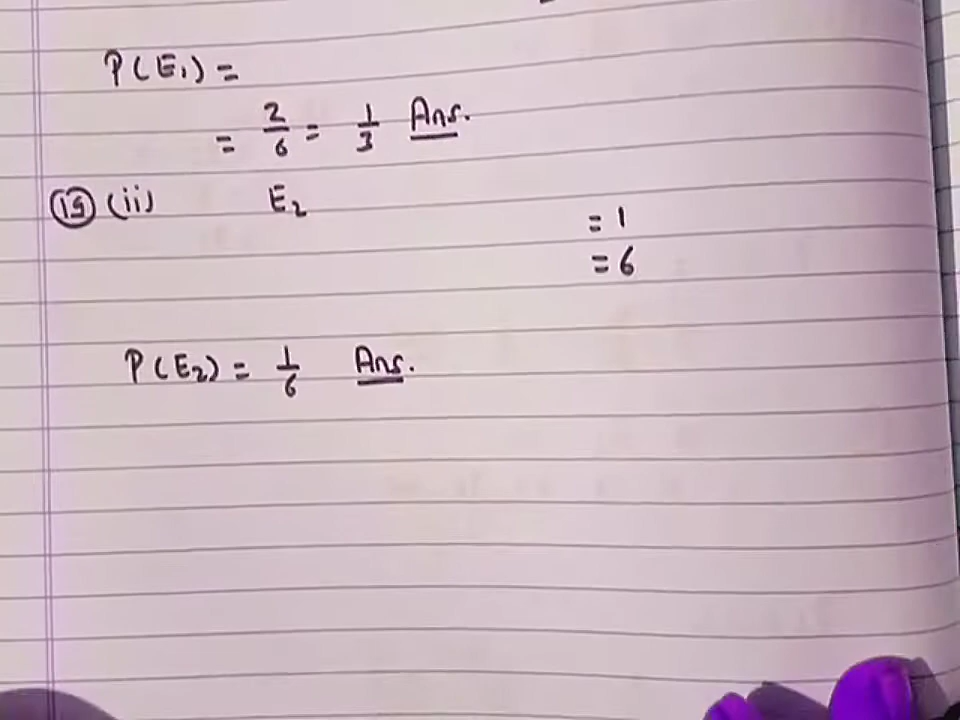 P(E₁) =
= 2/6 = 1/3 Ans.
15 (ii) E₂ = 1
= 6
P(E₂) = 1/6 Ans.